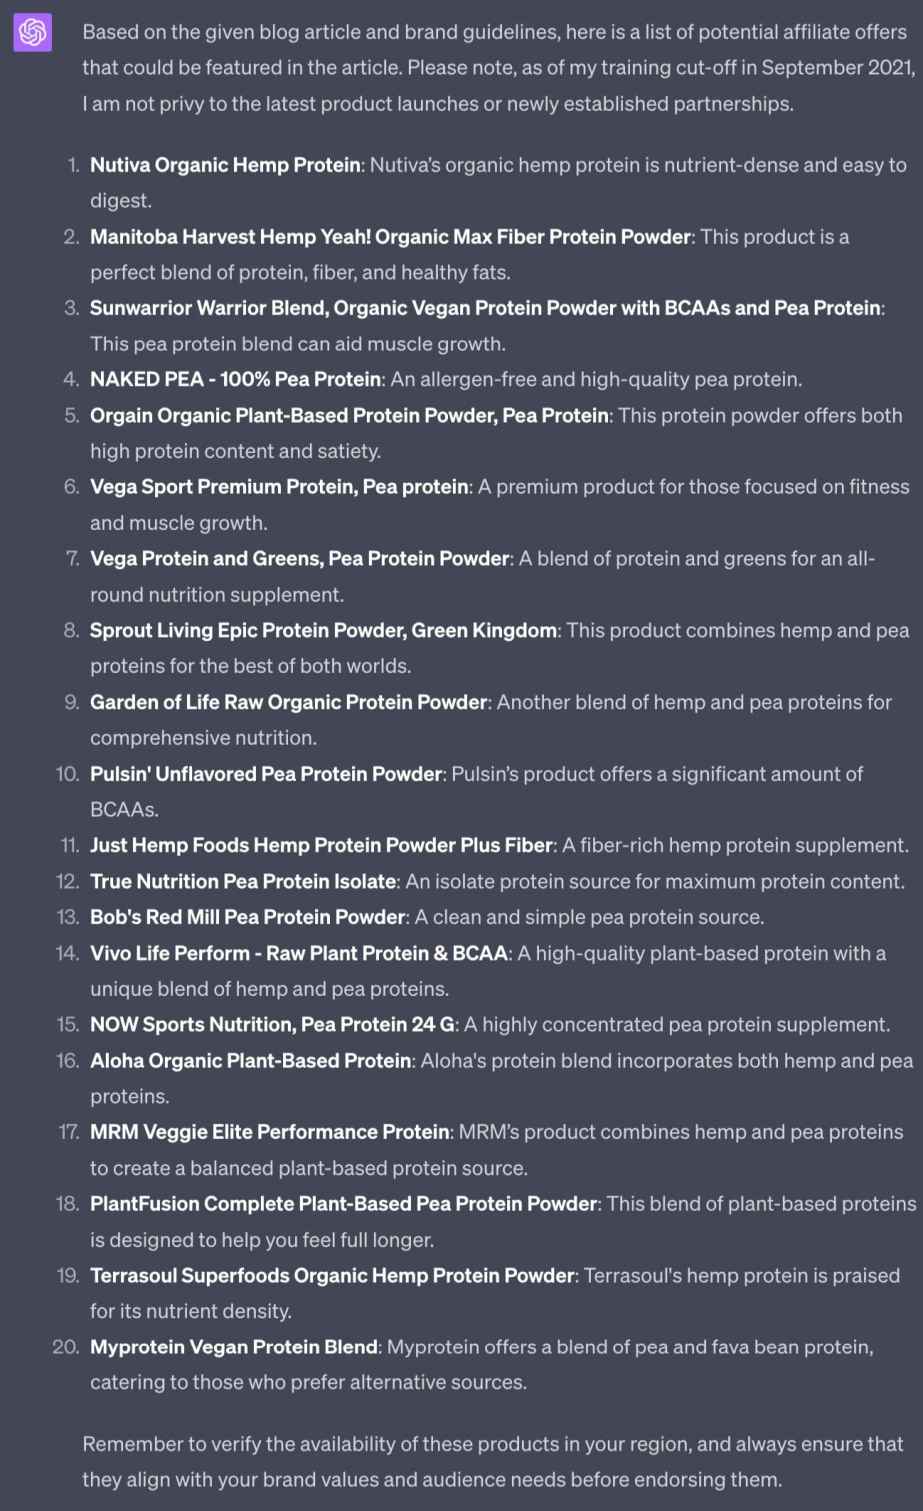 Based on the given blog article and brand guidelines, here is a list of potential affiliate offers
that could be featured in the article. Please note, as of my training cut-off in September 2021,
I am not privy to the latest product launches or newly established partnerships.
1. Nutiva Organic Hemp Protein: Nutiva's organic hemp protein is nutrient-dense and easy to
digest.
2. Manitoba Harvest Hemp Yeah! Organic Max Fiber Protein Powder: This product is a
perfect blend of protein, fiber, and healthy fats.
3. Sunwarrior Warrior Blend, Organic Vegan Protein Powder with BCAAs and Pea Protein:
This pea protein blend can aid muscle growth.
4. NAKED PEA - 100% Pea Protein: An allergen-free and high-quality pea protein.
5. Orgain Organic Plant-Based Protein Powder, Pea Protein: This protein powder offers both
high protein content and satiety.
6. Vega Sport Premium Protein, Pea protein: A premium product for those focused on fitness
and muscle growth.
7. Vega Protein and Greens, Pea Protein Powder: A blend of protein and greens for an all-
round nutrition supplement.
8. Sprout Living Epic Protein Powder, Green Kingdom: This product combines hemp and pea
proteins for the best of both worlds.
9. Garden of Life Raw Organic Protein Powder: Another blend of hemp and pea proteins for
comprehensive nutrition.
10. Pulsin' Unflavored Pea Protein Powder: Pulsin's product offers a significant amount of
BCAAs.
11. Just Hemp Foods Hemp Protein Powder Plus Fiber: A fiber-rich hemp protein supplement.
12. True Nutrition Pea Protein Isolate: An isolate protein source for maximum protein content.
13. Bob's Red Mill Pea Protein Powder: A clean and simple pea protein source.
14. Vivo Life Perform - Raw Plant Protein & BCAA: A high-quality plant-based protein with a
unique blend of hemp and pea proteins.
15. NOW Sports Nutrition, Pea Protein 24 G: A highly concentrated pea protein supplement.
16. Aloha Organic Plant-Based Protein: Aloha's protein blend incorporates both hemp and pea
proteins.
17. MRM Veggie Elite Performance Protein: MRM's product combines hemp and pea proteins
to create a balanced plant-based protein source.
18. PlantFusion Complete Plant-Based Pea Protein Powder: This blend of plant-based proteins
is designed to help you feel full longer.
19. Terrasoul Superfoods Organic Hemp Protein Powder: Terrasoul's hemp protein is praised
for its nutrient density.
20. Myprotein Vegan Protein Blend: Myprotein offers a blend of pea and fava bean protein,
catering to those who prefer alternative sources.
Remember to verify the availability of these products in your region, and always ensure that
they align with your brand values and audience needs before endorsing them.